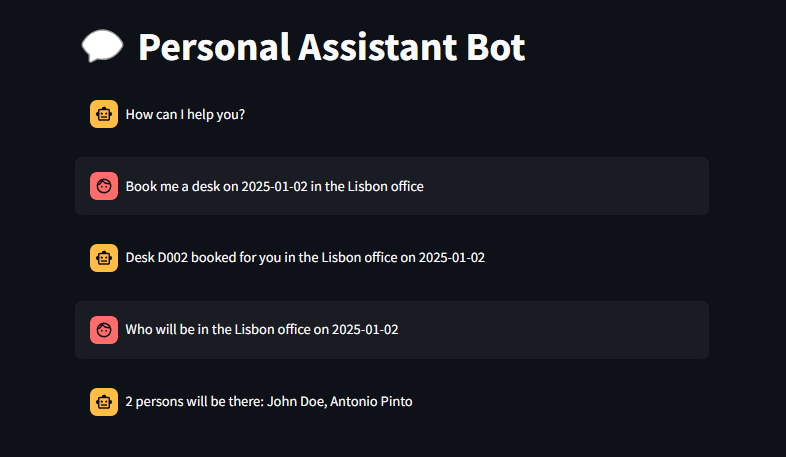 Personal Assistant Bot
How can I help you?
Book me a desk on 2025-01-02 in the Lisbon office
Desk D002 booked for you in the Lisbon office on 2025-01-02
Who will be in the Lisbon office on 2025-01-02
2 persons will be there: John Doe, Antonio Pinto